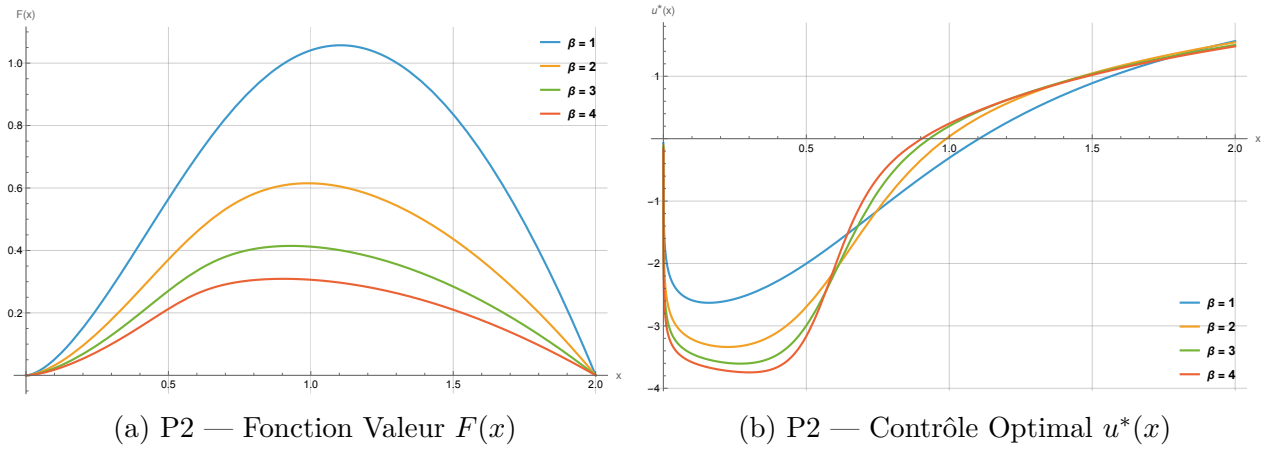 F(x)
β = 1
β = 2
β = 3
β = 4
1.0
0.8
0.6
0.4
0.2
0.5
1.0
1.5
2.0
x
(a) P2 — Fonction Valeur F(x)
u*(x)
1
-1
-2
-3
-4
0.5
1.0
1.5
2.0
x
β = 1
β = 2
β = 3
β = 4
(b) P2 — Contrôle Optimal u*(x)